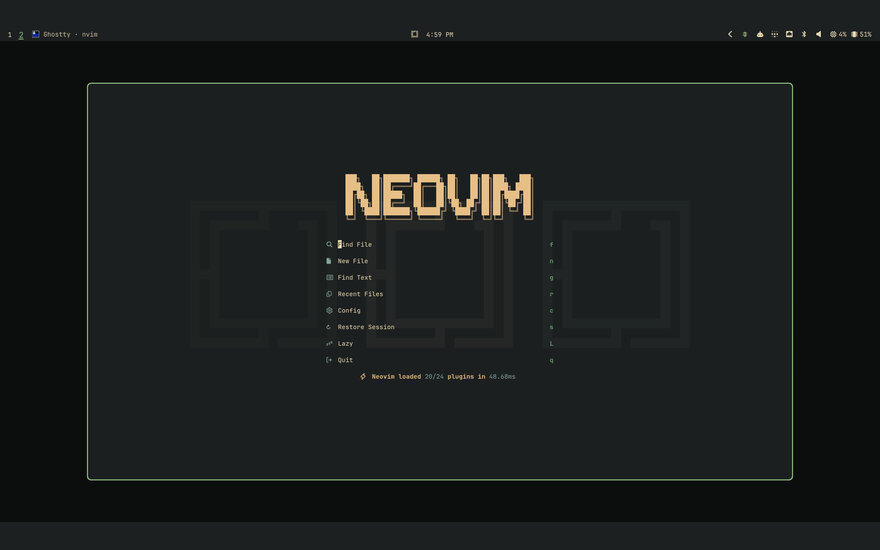 1 2 Ghostty · nvim 4:59 PM 4% 51%
NEOVIM
Find File f
New File n
Find Text g
Recent Files r
Config c
Restore Session s
Lazy L
Quit q
Neovim loaded 20/24 plugins in 48.68ms